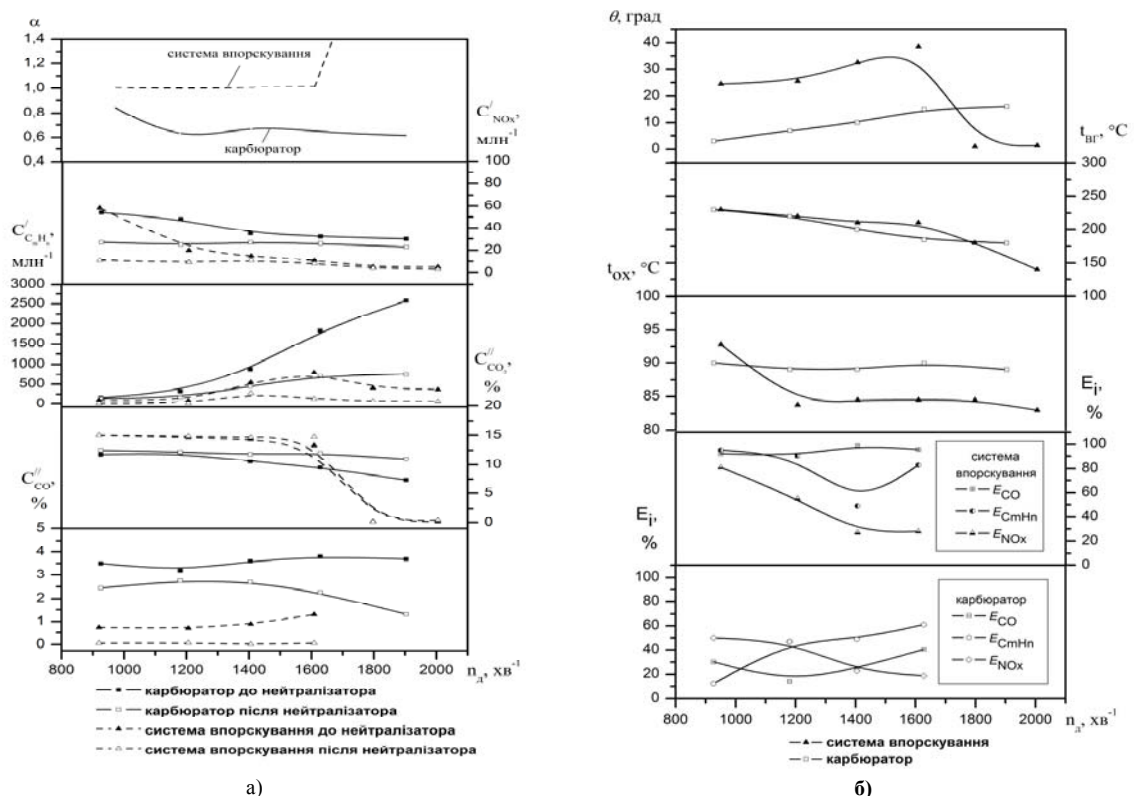 α
1,4
1,2
1,0
0,8
0,6
0,4
система впорскування
карбюратор
C/NOx,
млн-1
100
80
60
40
20
0
C/CmHn,
млн-1
3000
2500
2000
1500
1000
500
0
C//CO2,
%
20
15
10
5
0
C//CO,
%
5
4
3
2
1
0
800 1000 1200 1400 1600 1800 2000 nд, хв-1
карбюратор до нейтралізатора
карбюратор після нейтралізатора
система впорскування до нейтралізатора
система впорскування після нейтралізатора
а)
θ, град
40
30
20
10
0
tВГ, °C
300
250
200
150
100
tОХ, °C
100
95
90
85
80
Ei
%
100
80
60
40
20
0
система
впорскування
ECO
ECmHn
ENOx
Ei,
%
100
80
60
40
20
0
карбюратор
ECO
ECmHn
ENOx
800 1000 1200 1400 1600 1800 2000 nд, хв-1
система впорскування
карбюратор
б)